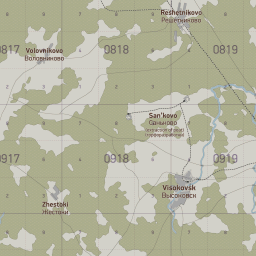 Reshetnikovo
Решетниково
0817
Volovnikovo
Воловниково
0818
0819
San'kovo
Саньково
0917
0918
0919
Visokovsk
Высоковск
Zhestoki
Жестоки